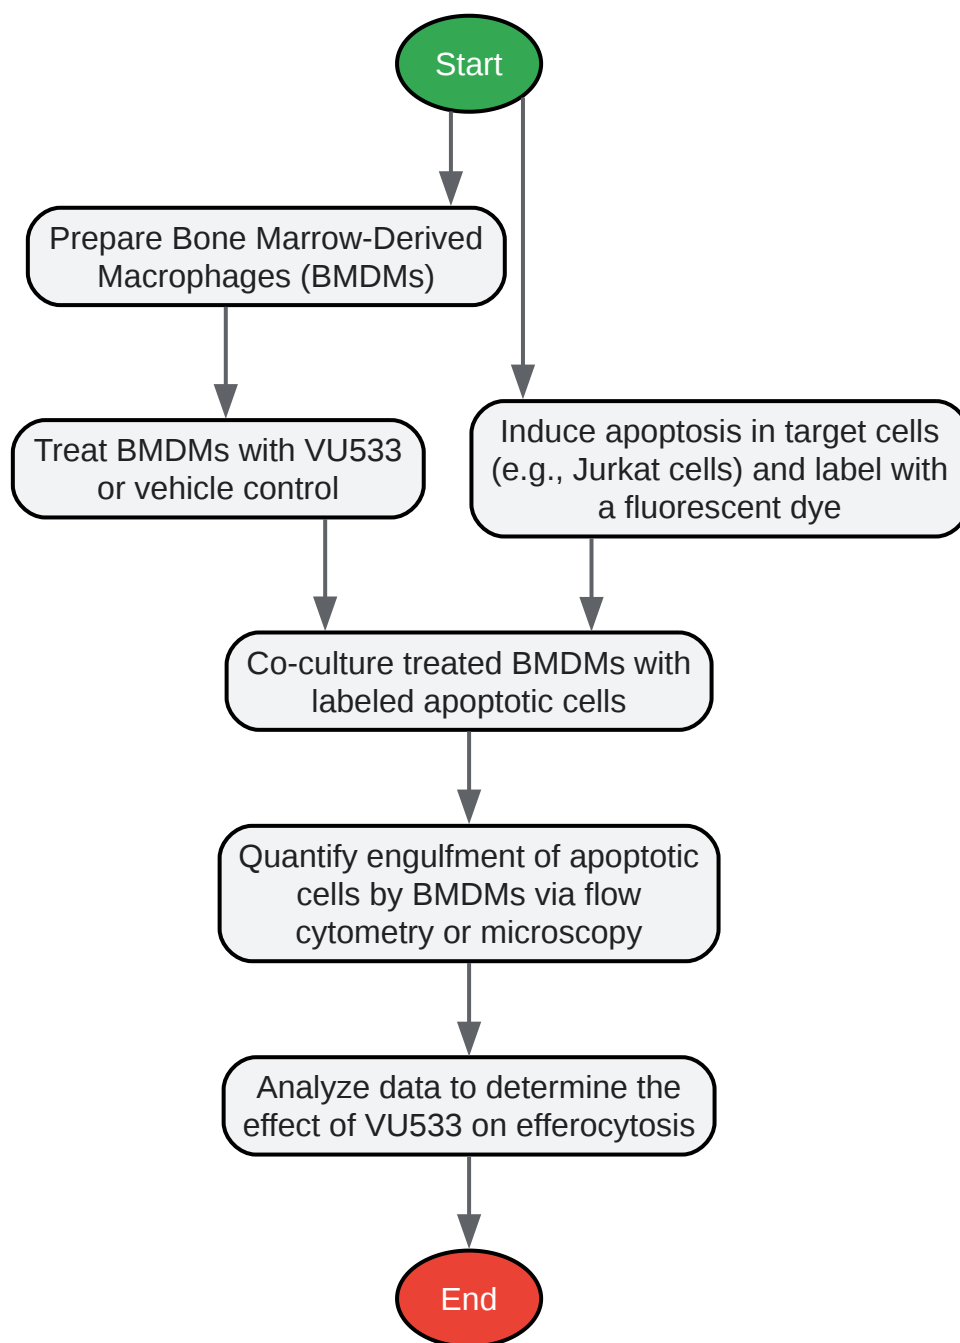 Start
Prepare Bone Marrow-Derived
Macrophages (BMDMs)
Treat BMDMs with VU533
or vehicle control
Induce apoptosis in target cells
(e.g., Jurkat cells) and label with
a fluorescent dye
Co-culture treated BMDMs with
labeled apoptotic cells
Quantify engulfment of apoptotic
cells by BMDMs via flow
cytometry or microscopy
Analyze data to determine the
effect of VU533 on efferocytosis
End